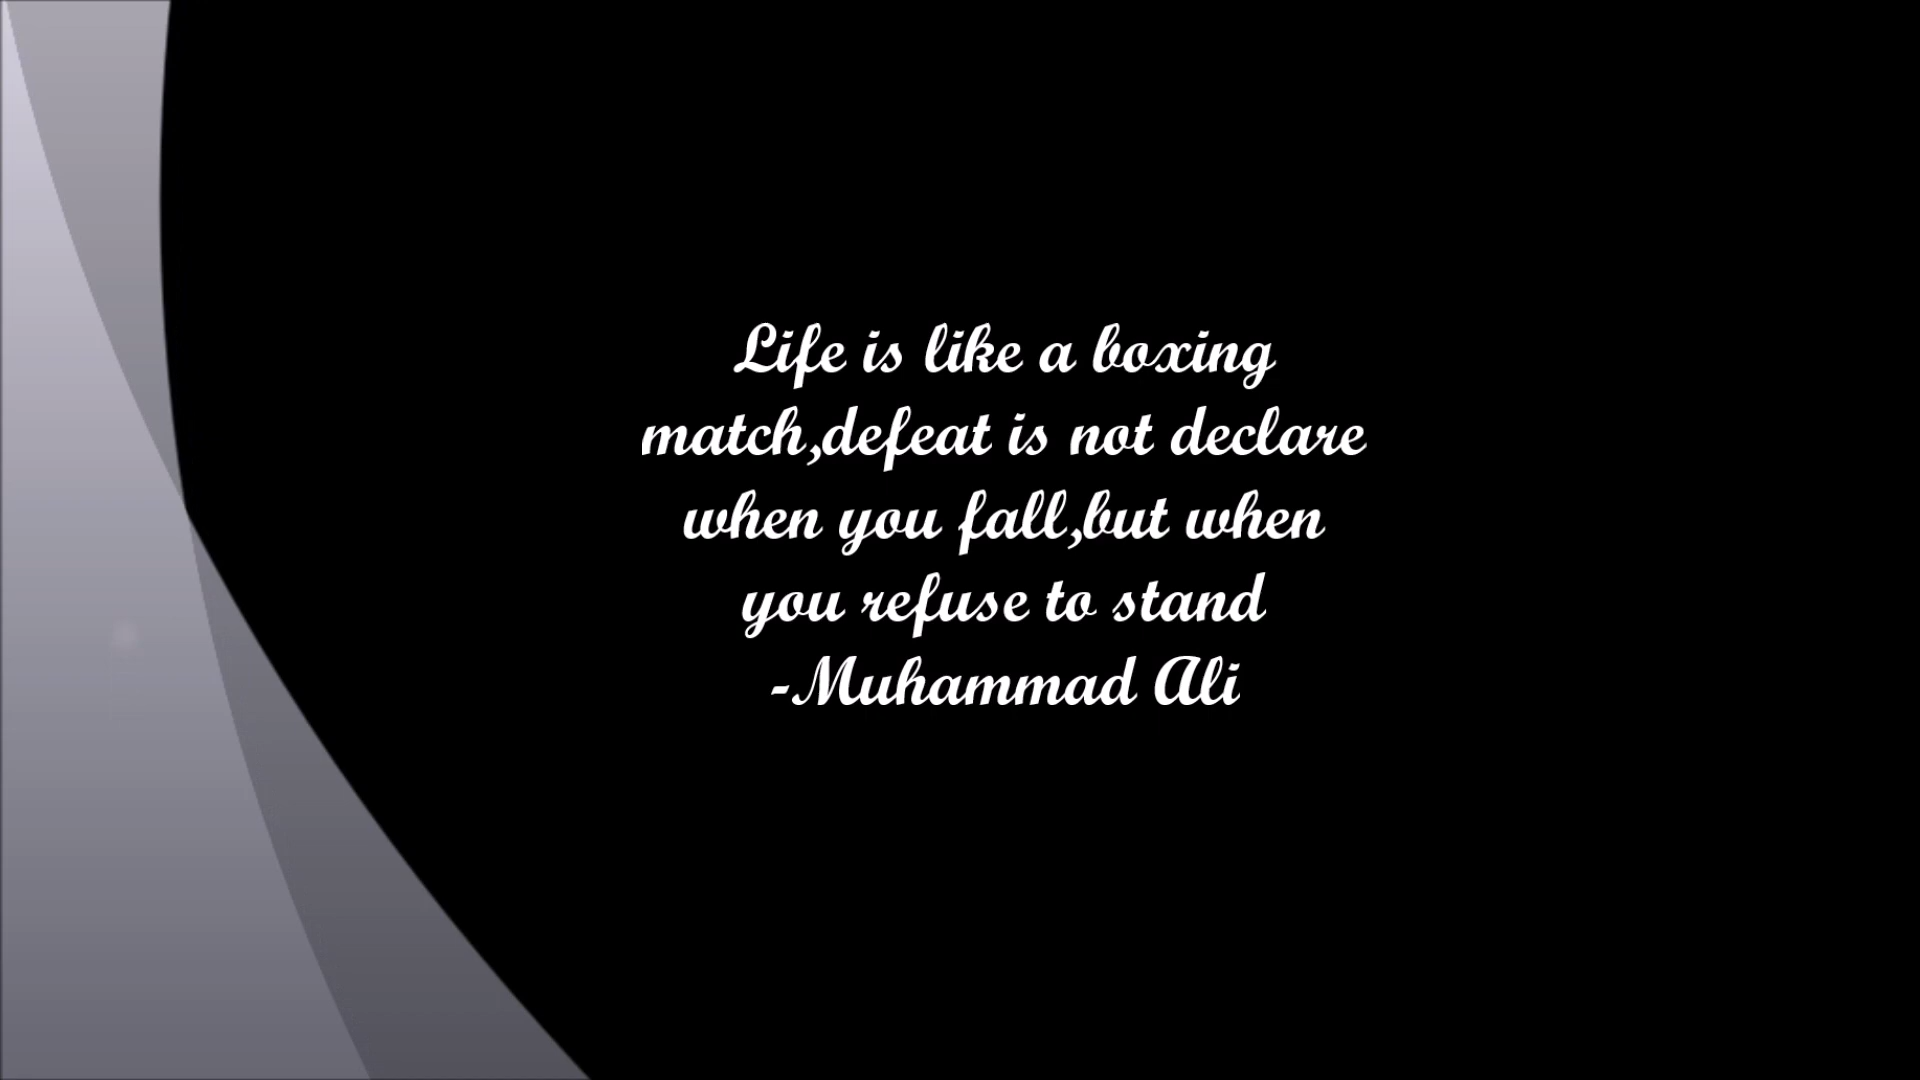 Life is like a boxing
match,defeat is not declare
when you fall,but when
you refuse to stand
-Muhammad Ali